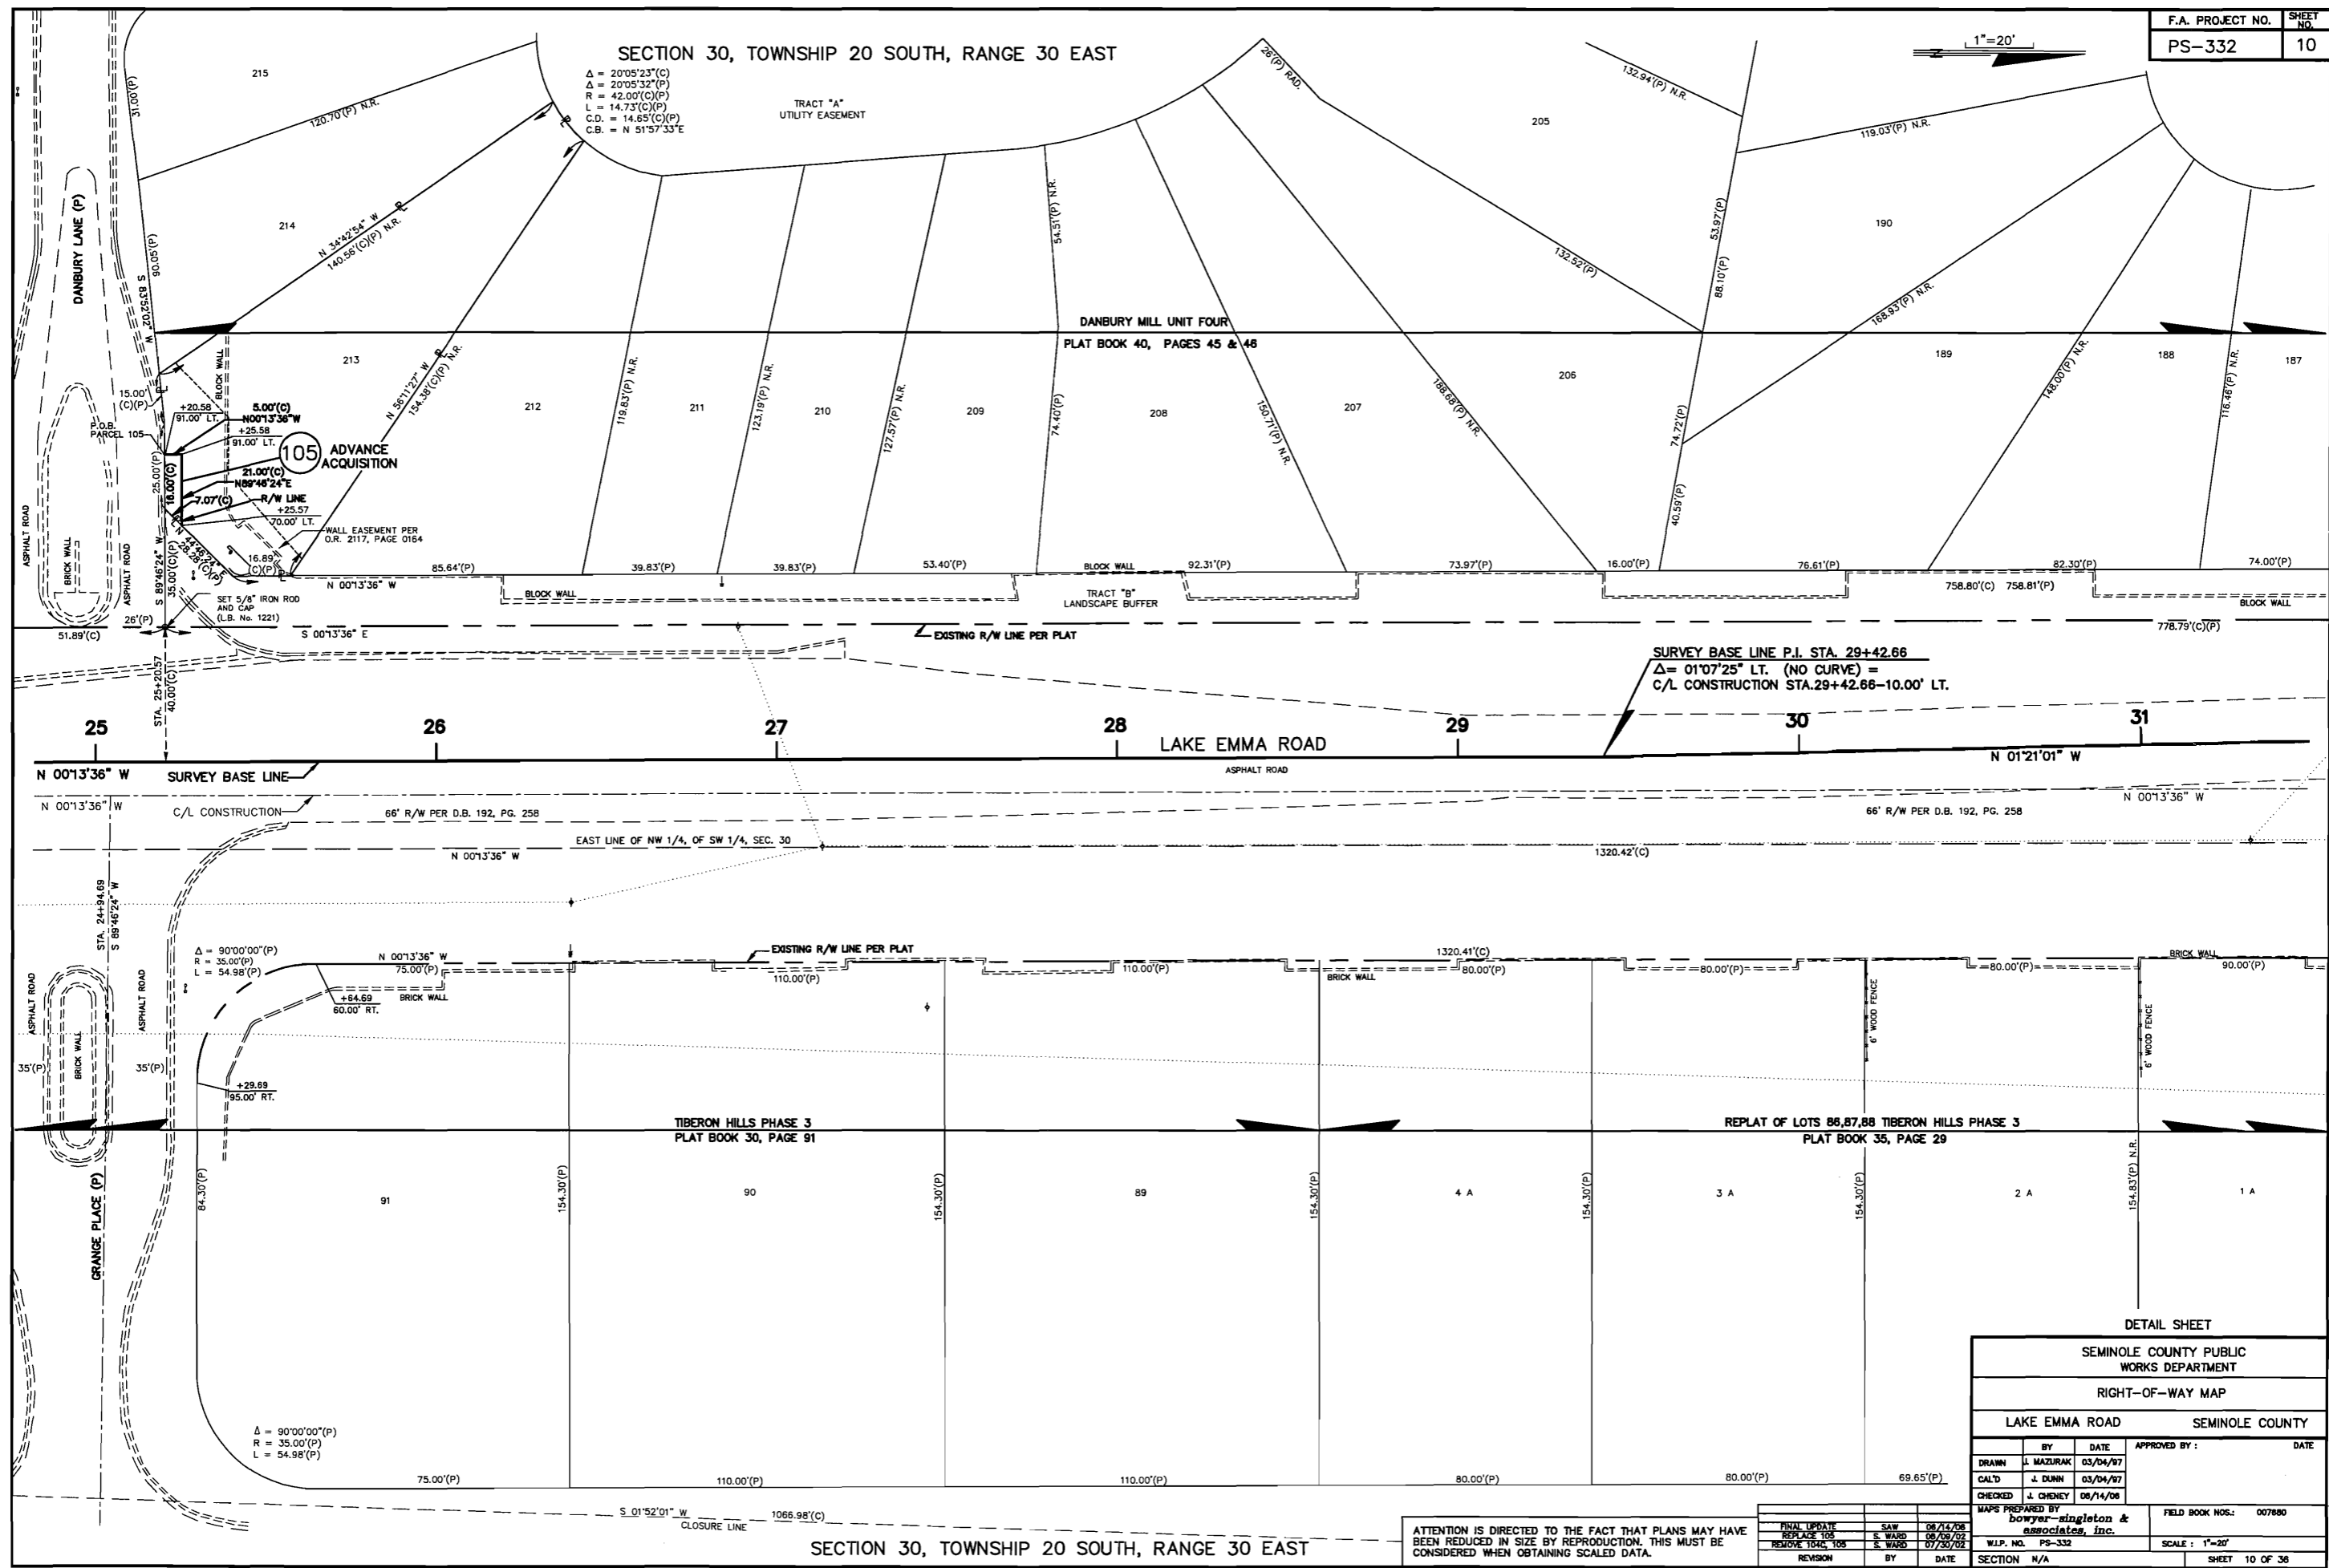 F.A. PROJECT NO.
SHEET NO.
PS-332
10
1"=20'
SECTION 30, TOWNSHIP 20 SOUTH, RANGE 30 EAST
Δ = 20°05'23"(C)
Δ = 20°05'32"(P)
R = 42.00'(C)(P)
L = 14.73'(C)(P)
C.D. = 14.65'(C)(P)
C.B. = N 51°57'33"E
TRACT "A"
UTILITY EASEMENT
215
31.00'(P)
120.70'(P) N.R.
26'(P) RAD.
132.94'(P) N.R.
205
119.03'(P) N.R.
DANBURY LANE (P)
90.05'(P)
S 83°52'02" W
214
N 34°42'54" W
140.56'(C)(P) N.R.
54.51'(P) N.R.
132.52'(P)
53.97'(P)
88.10'(P)
190
168.93'(P) N.R.
DANBURY MILL UNIT FOUR
PLAT BOOK 40, PAGES 45 & 46
213
N 56°11'27" W
154.38'(C)(P) N.R.
212
119.83'(P) N.R.
211
123.19'(P) N.R.
210
127.57'(P) N.R.
209
74.40'(P)
208
150.71'(P) N.R.
207
188.68'(P) N.R.
206
74.72'(P)
40.59'(P)
189
148.00'(P) N.R.
188
116.46'(P) N.R.
187
BLOCK WALL
15.00'
(C)(P)
+20.58
91.00' LT.
5.00'(C)
N00°13'36"W
+25.58
91.00' LT.
P.O.B.
PARCEL 105
105
ADVANCE
ACQUISITION
25.00'(P)
16.00'(C)
21.00'(C)
N89°46'24"E
7.07'(C)
R/W LINE
+25.57
70.00' LT.
WALL EASEMENT PER
O.R. 2117, PAGE 0164
N 44°46'24" E
28.28'(C)(P)
16.89'
(C)(P)
ASPHALT ROAD
BRICK WALL
ASPHALT ROAD
S 89°46'24" W
35.00'(C)(P)
N 00°13'36" W
85.64'(P)
39.83'(P)
39.83'(P)
53.40'(P)
BLOCK WALL
92.31'(P)
73.97'(P)
16.00'(P)
76.61'(P)
82.30'(P)
74.00'(P)
758.80'(C) 758.81'(P)
BLOCK WALL
TRACT "B"
LANDSCAPE BUFFER
BLOCK WALL
SET 5/8" IRON ROD
AND CAP
(L.B. No. 1221)
26'(P)
51.89'(C)
S 00°13'36" E
EXISTING R/W LINE PER PLAT
778.79'(C)(P)
STA. 25+20.57
40.00'(C)
SURVEY BASE LINE P.I. STA. 29+42.66
Δ= 01°07'25" LT. (NO CURVE) =
C/L CONSTRUCTION STA.29+42.66-10.00' LT.
25
26
27
28
29
30
31
LAKE EMMA ROAD
ASPHALT ROAD
N 00°13'36" W
SURVEY BASE LINE
N 01°21'01" W
N 00°13'36" W
C/L CONSTRUCTION
66' R/W PER D.B. 192, PG. 258
N 00°13'36" W
66' R/W PER D.B. 192, PG. 258
N 00°13'36" W
EAST LINE OF NW 1/4, OF SW 1/4, SEC. 30
1320.42'(C)
STA. 24+94.69
S 89°46'24" W
Δ = 90°00'00"(P)
R = 35.00'(P)
L = 54.98'(P)
N 00°13'36" W
75.00'(P)
EXISTING R/W LINE PER PLAT
110.00'(P)
110.00'(P)
1320.41'(C)
80.00'(P)
80.00'(P)
80.00'(P)
BRICK WALL
90.00'(P)
BRICK WALL
BRICK WALL
+64.69
60.00' RT.
ASPHALT ROAD
BRICK WALL
ASPHALT ROAD
35'(P)
35'(P)
+29.69
95.00' RT.
6' WOOD FENCE
6' WOOD FENCE
TIBERON HILLS PHASE 3
PLAT BOOK 30, PAGE 91
REPLAT OF LOTS 86,87,88 TIBERON HILLS PHASE 3
PLAT BOOK 35, PAGE 29
GRANGE PLACE (P)
84.30'(P)
91
154.30'(P)
90
154.30'(P)
89
154.30'(P)
4 A
154.30'(P)
3 A
154.30'(P)
2 A
154.83'(P) N.R.
1 A
Δ = 90°00'00"(P)
R = 35.00'(P)
L = 54.98'(P)
75.00'(P)
110.00'(P)
110.00'(P)
80.00'(P)
80.00'(P)
69.65'(P)
S 01°52'01" W
1066.98'(C)
CLOSURE LINE
SECTION 30, TOWNSHIP 20 SOUTH, RANGE 30 EAST
ATTENTION IS DIRECTED TO THE FACT THAT PLANS MAY HAVE
BEEN REDUCED IN SIZE BY REPRODUCTION. THIS MUST BE
CONSIDERED WHEN OBTAINING SCALED DATA.
FINAL UPDATE SAW 06/14/06
REPLACE 105 S. WARD 08/09/02
REMOVE 104C, 105 S. WARD 07/30/02
REVISION BY DATE
DETAIL SHEET
SEMINOLE COUNTY PUBLIC
WORKS DEPARTMENT
RIGHT-OF-WAY MAP
LAKE EMMA ROAD SEMINOLE COUNTY
BY DATE APPROVED BY : DATE
DRAWN J. MAZURAK 03/04/97
CAL'D J. DUNN 03/04/97
CHECKED J. CHENEY 06/14/06
MAPS PREPARED BY
bowyer-singleton &
associates, inc.
FIELD BOOK NOS.: 007680
W.I.P. NO. PS-332
SCALE : 1"=20'
SECTION N/A
SHEET 10 OF 36